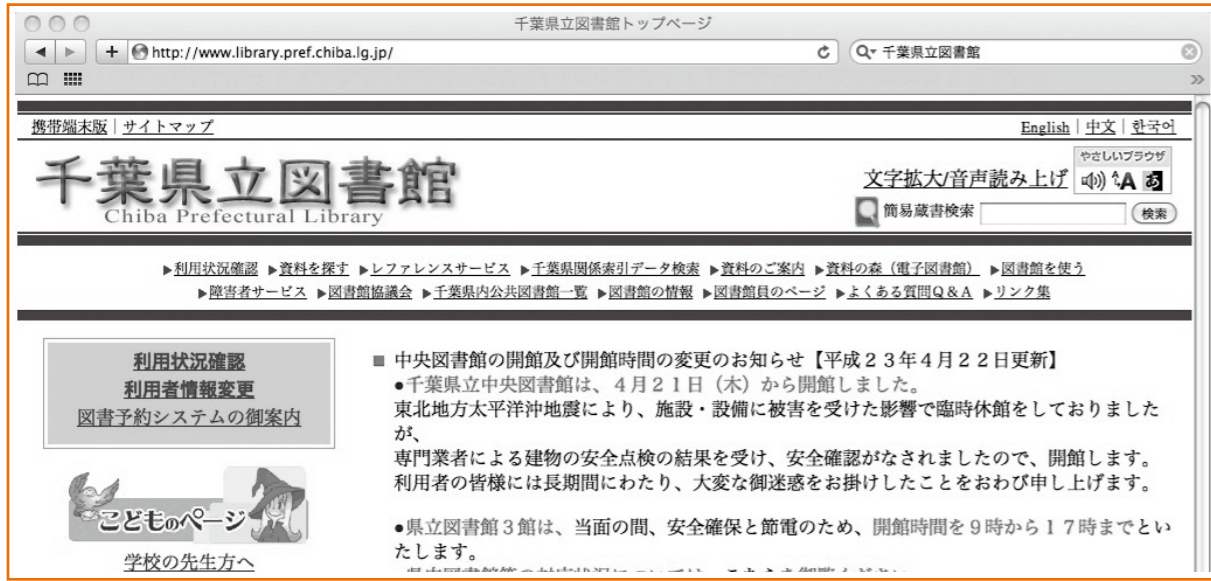 千葉県立図書館トップページ
http://www.library.pref.chiba.lg.jp/ 千葉県立図書館
携帯端末版 | サイトマップ English | 中文 | 한국어
千葉県立図書館
Chiba Prefectural Library
やさしいブラウザ
文字拡大/音声読み上げ A あ
簡易蔵書検索 検索
▶利用状況確認 ▶資料を探す ▶レファレンスサービス ▶千葉県関係索引データ検索 ▶資料のご案内 ▶資料の森（電子図書館） ▶図書館を使う
▶障害者サービス ▶図書館協議会 ▶千葉県内公共図書館一覧 ▶図書館の情報 ▶図書館員のページ ▶よくある質問Q＆A ▶リンク集
利用状況確認
利用者情報変更
図書予約システムの御案内
こどものページ
学校の先生方へ
■ 中央図書館の開館及び開館時間の変更のお知らせ【平成２３年４月２２日更新】
●千葉県立中央図書館は、４月２１日（木）から開館しました。
東北地方太平洋沖地震により、施設・設備に被害を受けた影響で臨時休館をしておりました
が、
専門業者による建物の安全点検の結果を受け、安全確認がなされましたので、開館します。
利用者の皆様には長期間にわたり、大変な御迷惑をお掛けしたことをおわび申し上げます。
●県立図書館３館は、当面の間、安全確保と節電のため、開館時間を９時から１７時までとい
たします。